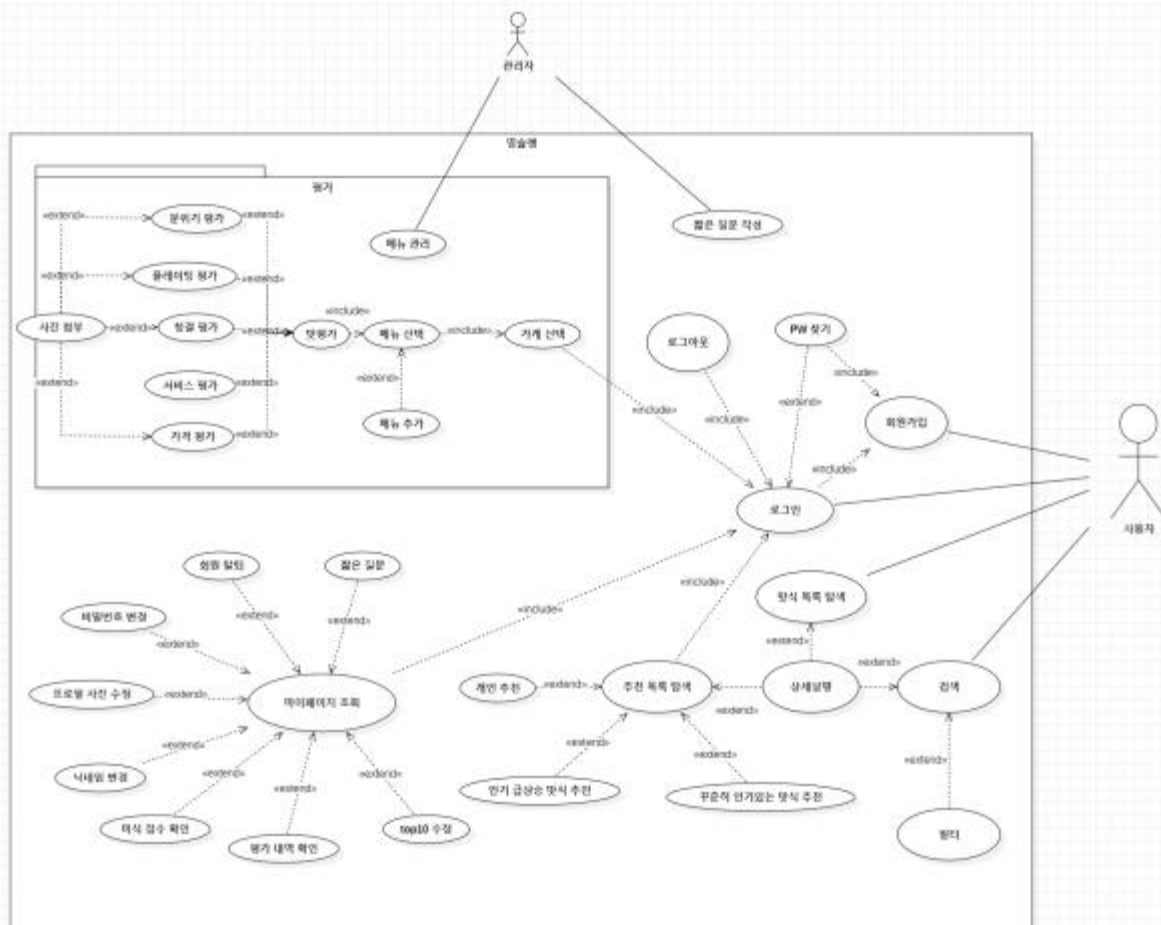 관리자
평가
«extend»
분위기 평가
«extend»
메뉴 관리
짧은 질문 작성
«extend»
플레이팅 평가
«extend»
사진 첨부
«extend»
청결 평가
«extend»
맛평가
«include»
메뉴 선택
«include»
가게 선택
로그아웃
PW 찾기
«include»
«extend»
서비스 평가
«extend»
«extend»
«include»
«include»
«extend»
회원가입
가격 평가
«extend»
메뉴 추가
«include»
로그인
사용자
회원 탈퇴
짧은 질문
«include»
맛식 목록 탐색
비밀번호 변경
«extend»
«extend»
«extend»
«include»
«extend»
프로필 사진 수정
«extend»
마이페이지 조회
개인 추천
«extend»
추천 목록 탐색
«extend»
상세설명
«extend»
검색
닉네임 변경
«extend»
«extend»
«extend»
«extend»
«extend»
«extend»
«extend»
인기 급상승 맛식 추천
꾸준히 인기있는 맛식 추천
미식 점수 확인
평가 내역 확인
top10 수정
필터